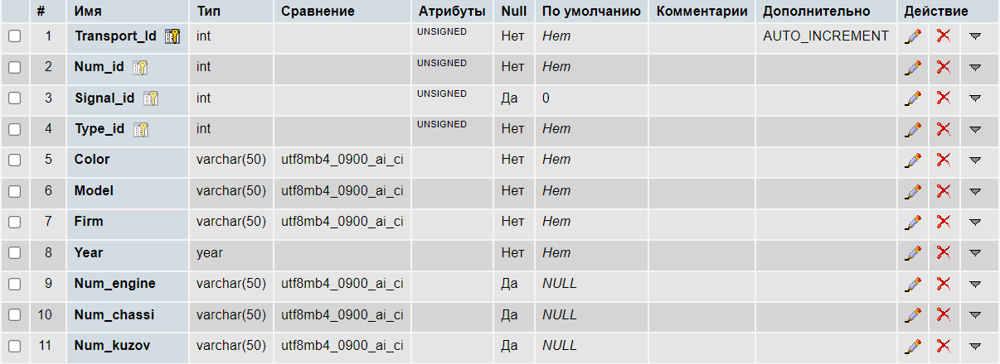 # Имя Тип Сравнение Атрибуты Null По умолчанию Комментарии Дополнительно Действие
1 Transport_Id int UNSIGNED Нет Нет AUTO_INCREMENT
2 Num_id int UNSIGNED Нет Нет
3 Signal_id int UNSIGNED Да 0
4 Type_id int UNSIGNED Нет Нет
5 Color varchar(50) utf8mb4_0900_ai_ci Нет Нет
6 Model varchar(50) utf8mb4_0900_ai_ci Нет Нет
7 Firm varchar(50) utf8mb4_0900_ai_ci Нет Нет
8 Year year Нет Нет
9 Num_engine varchar(50) utf8mb4_0900_ai_ci Да NULL
10 Num_chassi varchar(50) utf8mb4_0900_ai_ci Да NULL
11 Num_kuzov varchar(50) utf8mb4_0900_ai_ci Да NULL